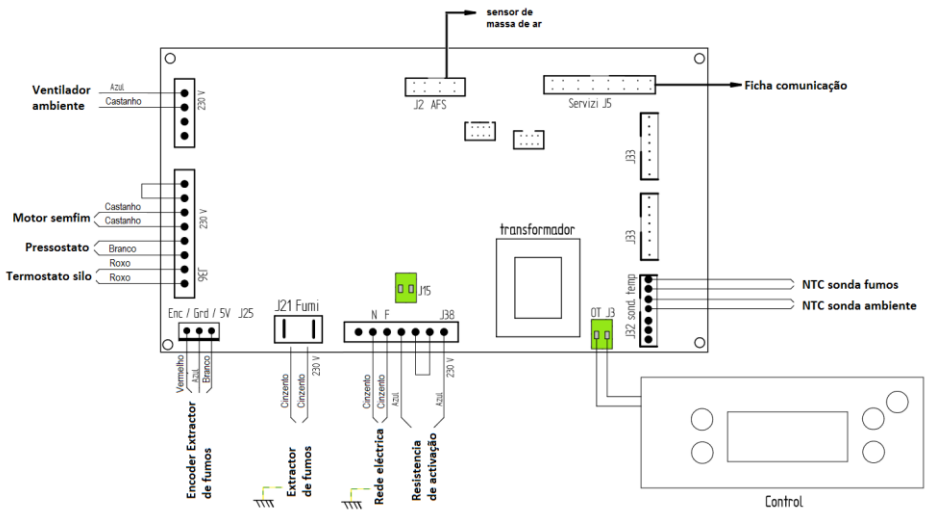 sensor de
massa de ar
J2 AFS
Servizi J5
Ficha comunicação
Ventilador
ambiente
Azul
Castanho
230 V
J33
J33
Motor semfim
Castanho
Castanho
230 V
Pressostato
Branco
Termostato silo
Roxo
Roxo
J36
transformador
J15
NTC sonda fumos
NTC sonda ambiente
J32 sond. temp
OT J3
Enc / Grd / 5V J25
J21 Fumi
N F
J38
Vermelho
Azul
Branco
Cinzento
Cinzento
230 V
Cinzento
Cinzento
Azul
Azul
230 V
Encoder Extractor
de fumos
Extractor
de fumos
Rede eléctrica
Resistencia
de activação
Control